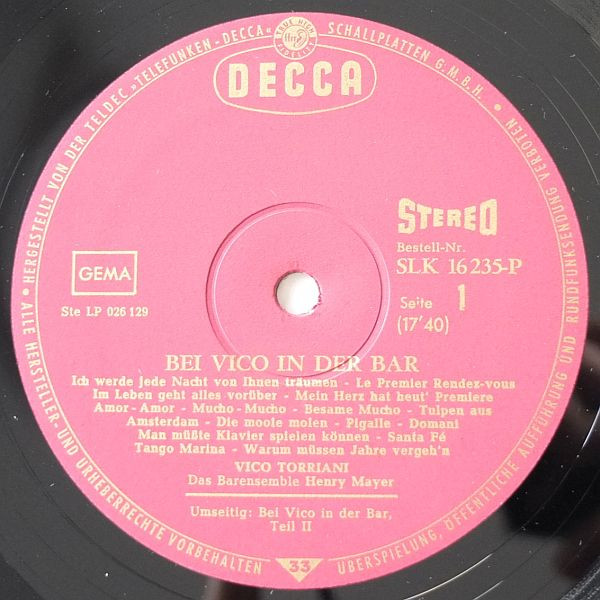 HERGESTELLT VON DER TELDEC »TELEFUNKEN-DECCA« SCHALLPLATTEN G.M.B.H.
DECCA
STEREO
Bestell-Nr.
SLK 16 235-P
GEMA
Ste LP 026 129
Seite 1
(17'40)
BEI VICO IN DER BAR
Ich werde jede Nacht von Ihnen träumen - Le Premier Rendez-vous
Im Leben geht alles vorüber - Mein Herz hat heut' Premiere
Amor-Amor - Mucho-Mucho - Besame Mucho - Tulpen aus
Amsterdam - Die moole molen - Pigalle - Domani
Man müßte Klavier spielen können - Santa Fé
Tango Marina - Warum müssen Jahre vergeh'n
VICO TORRIANI
Das Barensemble Henry Mayer
Umseitig: Bei Vico in der Bar,
Teil II
33
ALLE HERSTELLER- UND URHEBERRECHTE VORBEHALTEN
ÜBERSPIELUNG, ÖFFENTLICHE AUFFÜHRUNG UND RUNDFUNKSENDUNG VERBOTEN